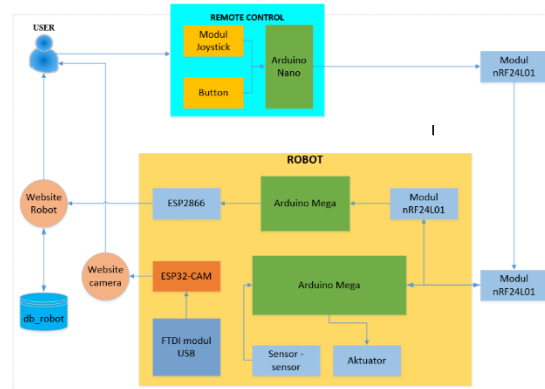 USER
REMOTE CONTROL
Modul
Joystick
Button
Arduino
Nano
Modul
nRF24L01
ROBOT
Website
Robot
ESP2866
Arduino Mega
Modul
nRF24L01
Website
camera
ESP32-CAM
Arduino Mega
Modul
nRF24L01
db_robot
FTDI modul
USB
Sensor -
sensor
Aktuator